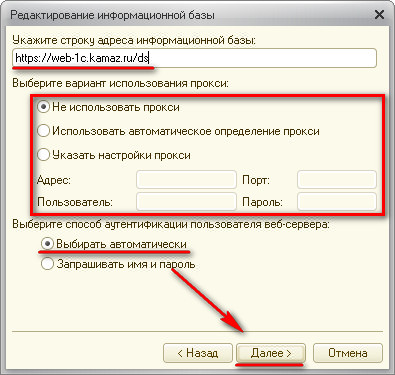 Редактирование информационной базы
Укажите строку адреса информационной базы:
https://web-1c.kamaz.ru/ds
Выберите вариант использования прокси:
Не использовать прокси
Использовать автоматическое определение прокси
Указать настройки прокси
Адрес: Порт:
Пользователь: Пароль:
Выберите способ аутентификации пользователя веб-сервера:
Выбирать автоматически
Запрашивать имя и пароль
< Назад Далее > Отмена